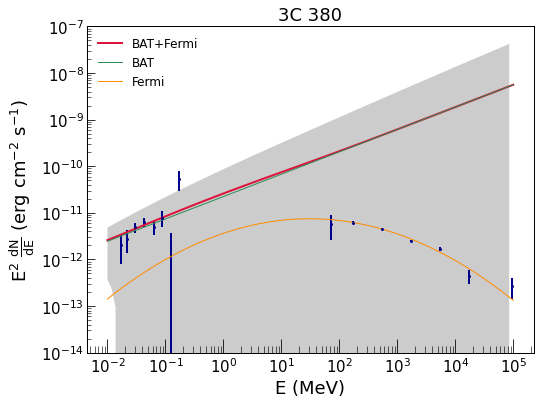 3C 380
BAT+Fermi
BAT
Fermi
10⁻⁷
10⁻⁸
10⁻⁹
10⁻¹⁰
10⁻¹¹
10⁻¹²
10⁻¹³
10⁻¹⁴
E² dN/dE (erg cm⁻² s⁻¹)
10⁻² 10⁻¹ 10⁰ 10¹ 10² 10³ 10⁴ 10⁵
E (MeV)